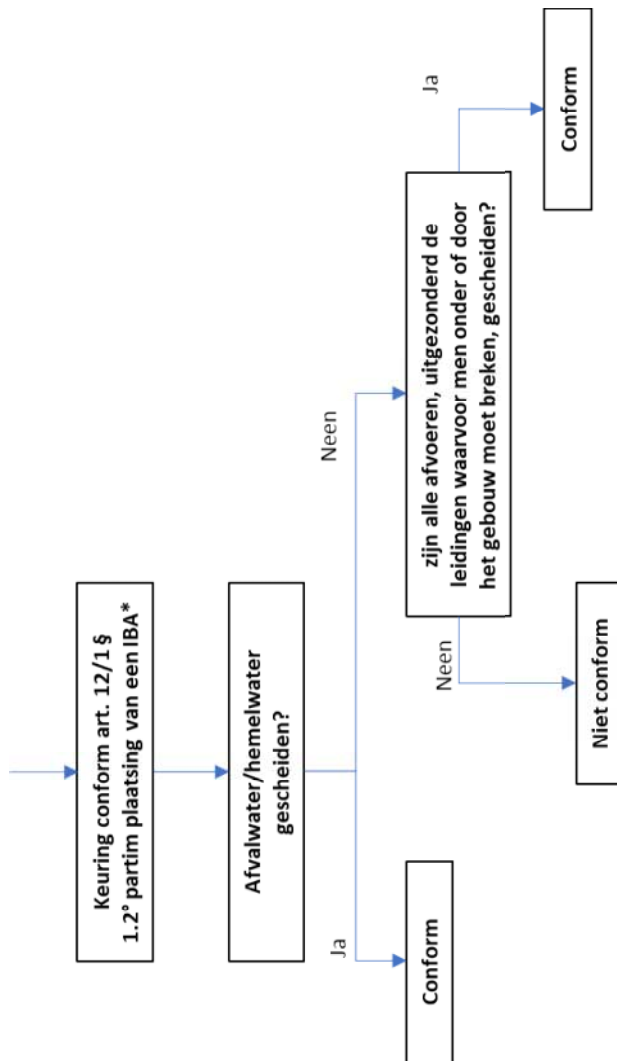 Keuring conform art. 12/1 §
1.2° partim plaatsing van een IBA*
Afvalwater/hemelwater
gescheiden?
Ja
Neen
Conform
zijn alle afvoeren, uitgezonderd de
leidingen waarvoor men onder of door
het gebouw moet breken, gescheiden?
Neen
Ja
Niet conform
Conform